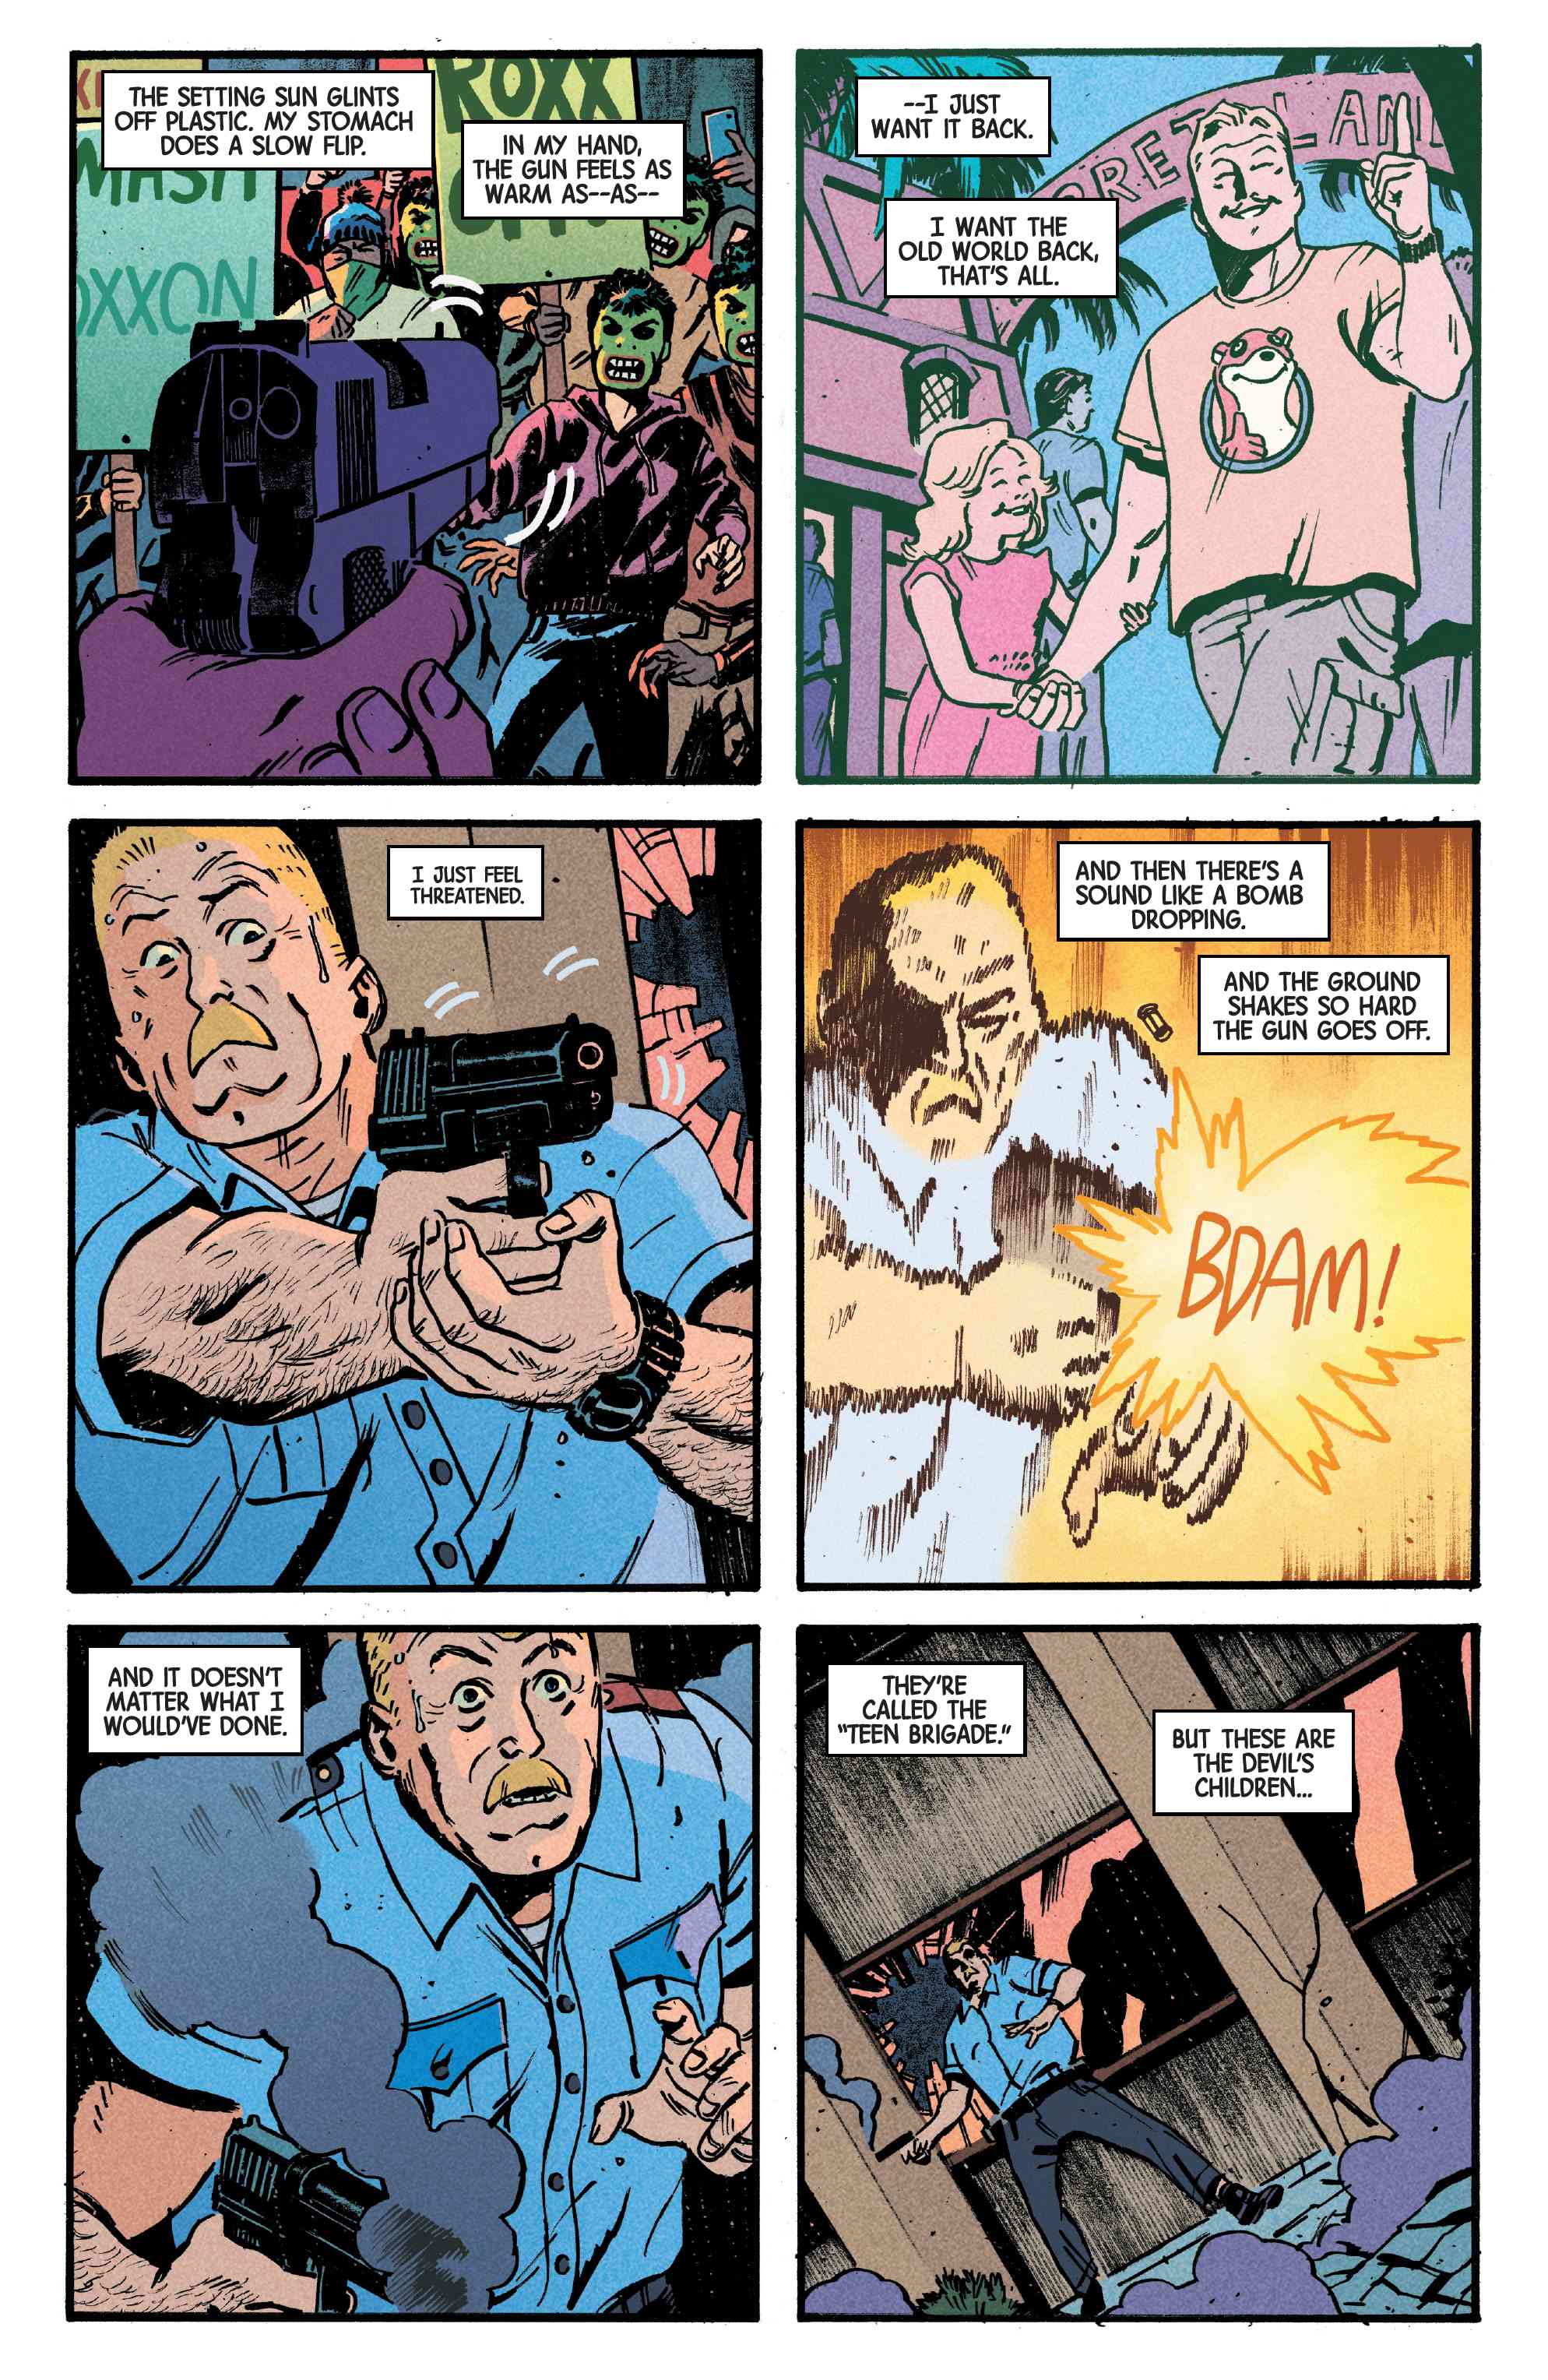 THE SETTING SUN GLINTS
OFF PLASTIC. MY STOMACH
DOES A SLOW FLIP.
ROXX
IN MY HAND,
THE GUN FEELS AS
WARM AS--AS--
OXXON
--I JUST
WANT IT BACK.
I WANT THE
OLD WORLD BACK,
THAT'S ALL.
RET LAN
I JUST FEEL
THREATENED.
AND THEN THERE'S A
SOUND LIKE A BOMB
DROPPING.
AND THE GROUND
SHAKES SO HARD
THE GUN GOES OFF.
BDAM!
AND IT DOESN'T
MATTER WHAT I
WOULD'VE DONE.
THEY'RE
CALLED THE
"TEEN BRIGADE."
BUT THESE ARE
THE DEVIL'S
CHILDREN...